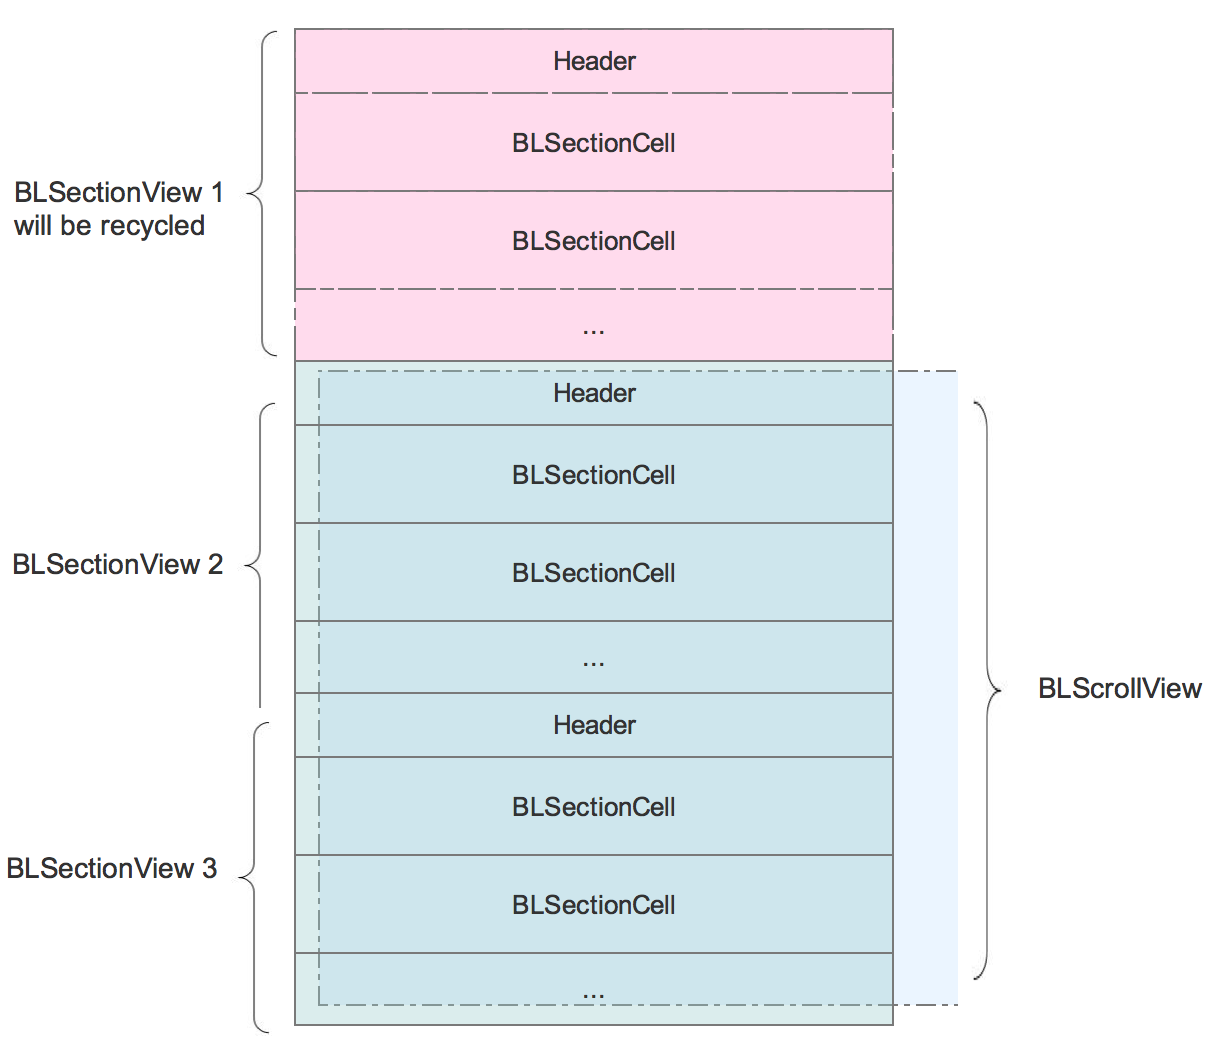 Header
BLSectionCell
BLSectionView 1
will be recycled
BLSectionCell
...
Header
BLSectionCell
BLSectionView 2
BLSectionCell
...
BLScrollView
Header
BLSectionCell
BLSectionView 3
BLSectionCell
...